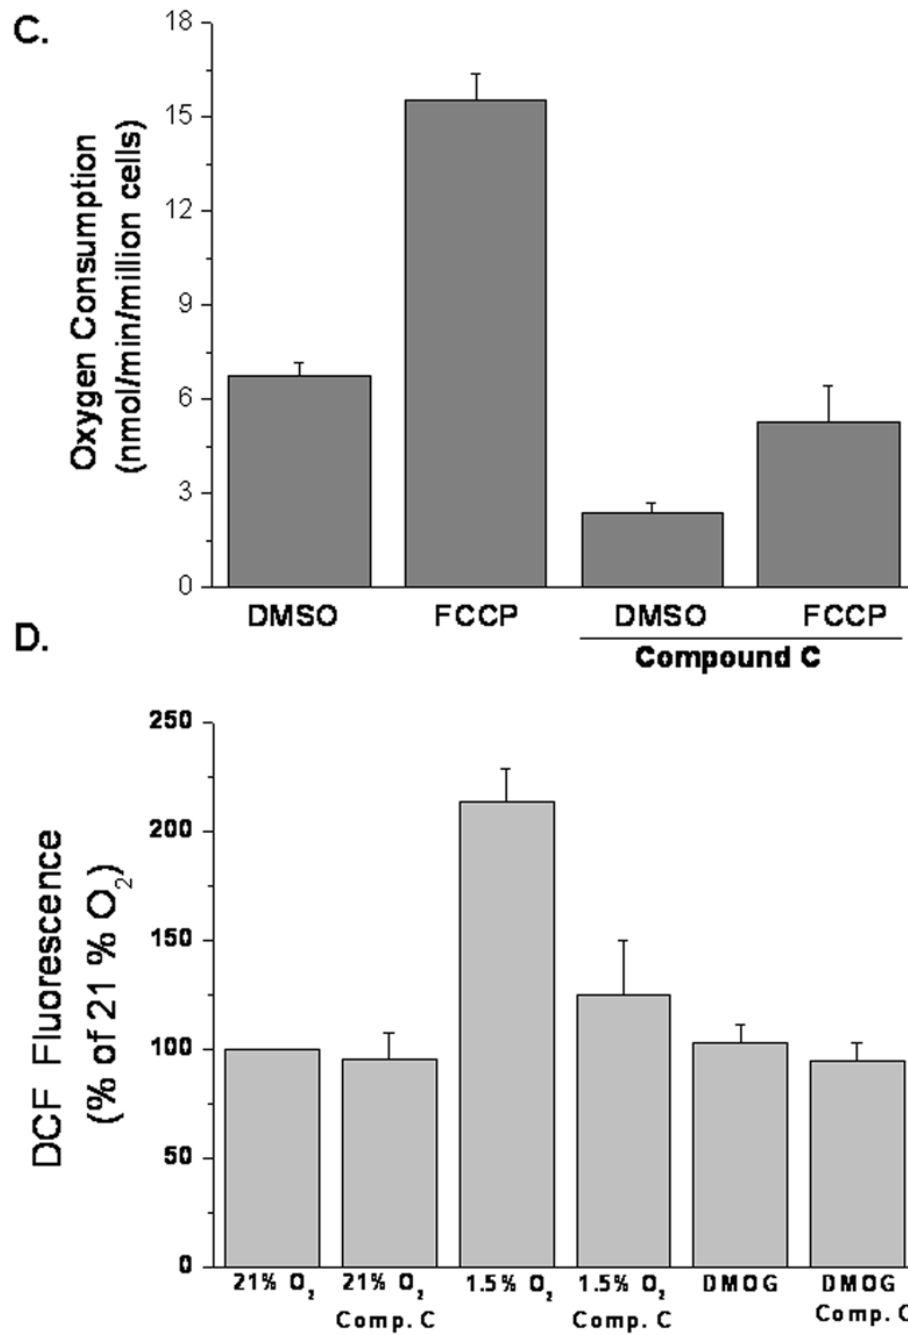 C.
Oxygen Consumption
(nmol/min/million cells)
18
15
12
9
6
3
0
DMSO FCCP DMSO FCCP
Compound C
D.
DCF Fluorescence
(% of 21 % O₂)
250
200
150
100
50
0
21% O₂ 21% O₂ 1.5% O₂ 1.5% O₂ DMOG DMOG
Comp. C Comp. C Comp. C